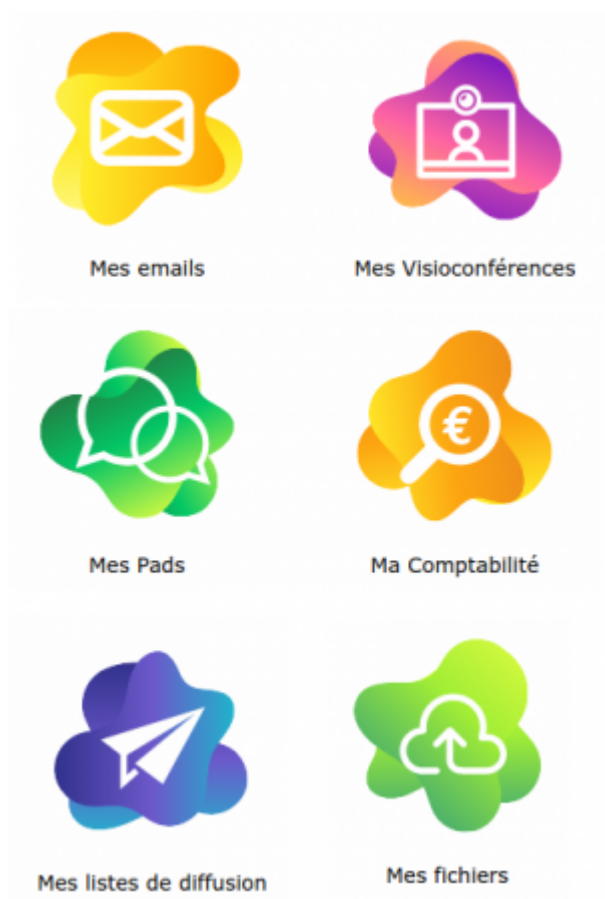 Mes emails
Mes Visioconférences
€
Mes Pads
Ma Comptabilité
Mes listes de diffusion
Mes fichiers